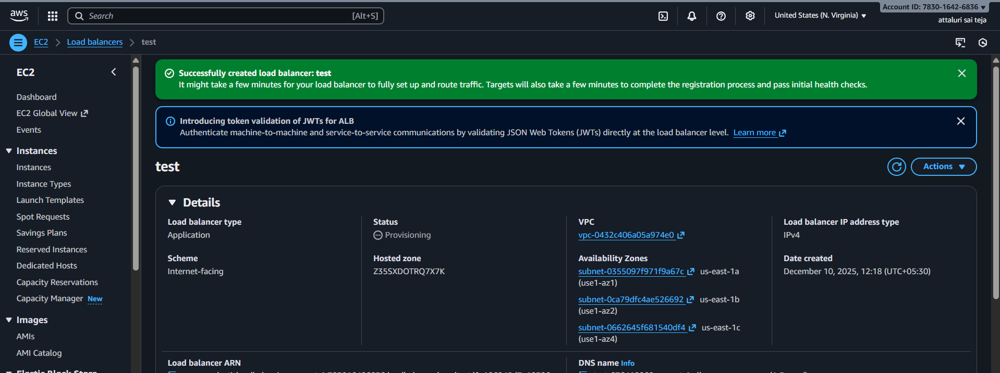 aws
Search [Alt+S]
United States (N. Virginia)
Account ID: 7830-1642-6836
attaluri sai teja
EC2 Load balancers test
EC2
Dashboard
EC2 Global View
Events
Instances
Instances
Instance Types
Launch Templates
Spot Requests
Savings Plans
Reserved Instances
Dedicated Hosts
Capacity Reservations
Capacity Manager New
Images
AMIs
AMI Catalog
Elastic Block Store
Successfully created load balancer: test
It might take a few minutes for your load balancer to fully set up and route traffic. Targets will also take a few minutes to complete the registration process and pass initial health checks.
Introducing token validation of JWTs for ALB
Authenticate machine-to-machine and service-to-service communications by validating JSON Web Tokens (JWTs) directly at the load balancer level. Learn more
test
Actions
Details
Load balancer type
Application
Status
Provisioning
VPC
vpc-0432c406a05a974e0
Load balancer IP address type
IPv4
Scheme
Internet-facing
Hosted zone
Z35SXDOTRQ7X7K
Availability Zones
subnet-0355097f971f9a67c us-east-1a
(use1-az1)
subnet-0ca79dfc4ae526692 us-east-1b
(use1-az2)
subnet-0662645f681540df4 us-east-1c
(use1-az4)
Date created
December 10, 2025, 12:18 (UTC+05:30)
Load balancer ARN
DNS name Info